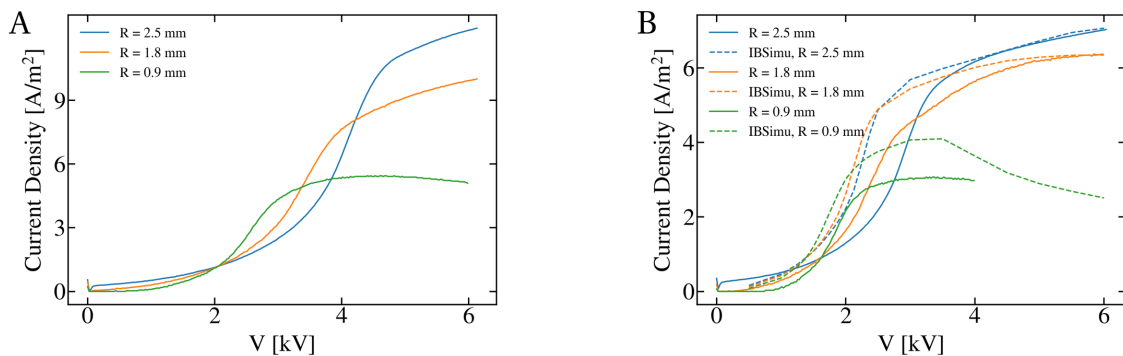 A
Current Density [A/m²]
R = 2.5 mm
R = 1.8 mm
R = 0.9 mm
9
6
3
0
0 2 4 6
V [kV]
B
Current Density [A/m²]
R = 2.5 mm
IBSimu, R = 2.5 mm
R = 1.8 mm
IBSimu, R = 1.8 mm
R = 0.9 mm
IBSimu, R = 0.9 mm
6
4
2
0
0 2 4 6
V [kV]